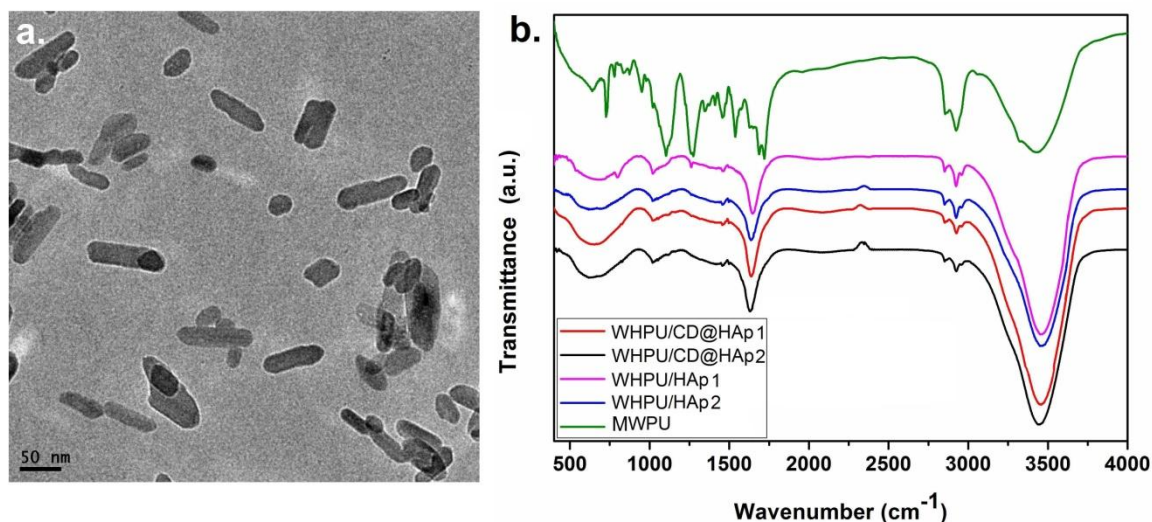 a.
50 nm
b.
Transmittance (a.u.)
WHPU/CD@HAp1
WHPU/CD@HAp2
WHPU/HAp1
WHPU/HAp2
MWPU
500 1000 1500 2000 2500 3000 3500 4000
Wavenumber (cm⁻¹)